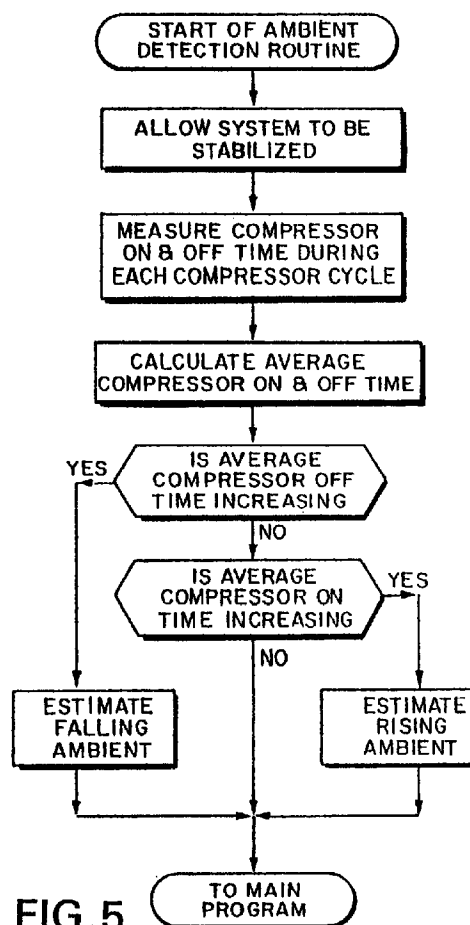 START OF AMBIENT
DETECTION ROUTINE
ALLOW SYSTEM TO BE
STABILIZED
MEASURE COMPRESSOR
ON & OFF TIME DURING
EACH COMPRESSOR CYCLE
CALCULATE AVERAGE
COMPRESSOR ON & OFF TIME
YES
IS AVERAGE
COMPRESSOR OFF
TIME INCREASING
NO
IS AVERAGE
COMPRESSOR ON
TIME INCREASING
YES
NO
ESTIMATE
FALLING
AMBIENT
ESTIMATE
RISING
AMBIENT
TO MAIN
PROGRAM
FIG.5